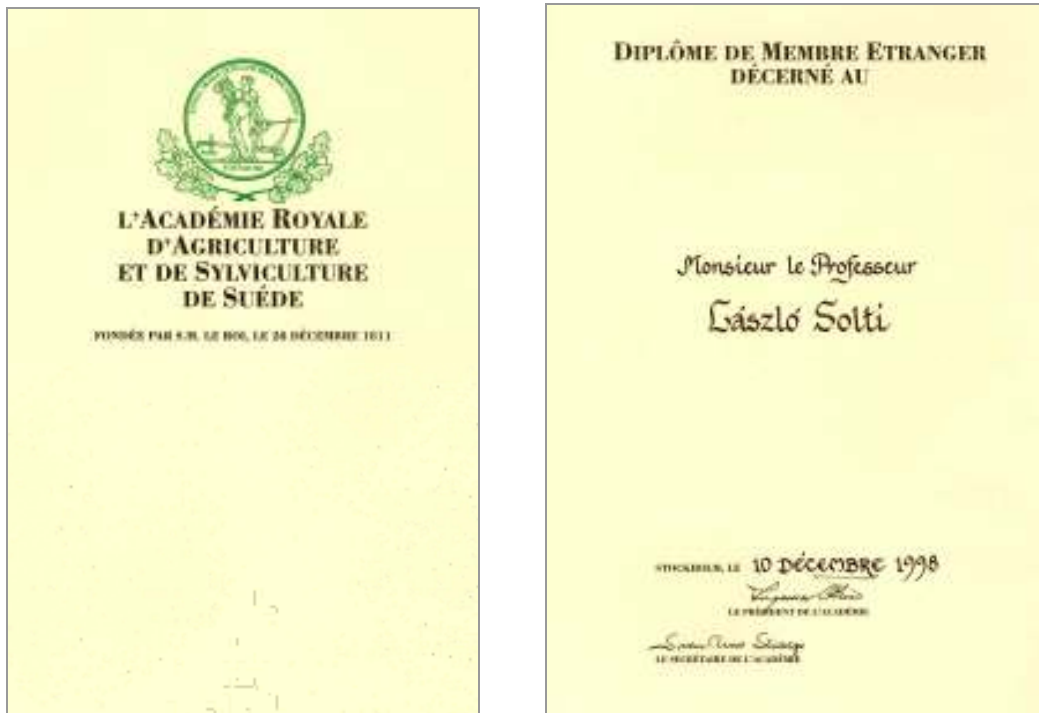 L'ACADÉMIE ROYALE
D'AGRICULTURE
ET DE SYLVICULTURE
DE SUÉDE
FONDÉE PAR S.M. LE ROI, LE 28 DÉCEMBRE 1811
DIPLÔME DE MEMBRE ETRANGER
DÉCERNÉ AU
Monsieur le Professeur
László Solti
STOCKHOLM, LE 10 DÉCEMBRE 1998
LE PRÉSIDENT DE L'ACADÉMIE
LE SECRÉTAIRE DE L'ACADÉMIE